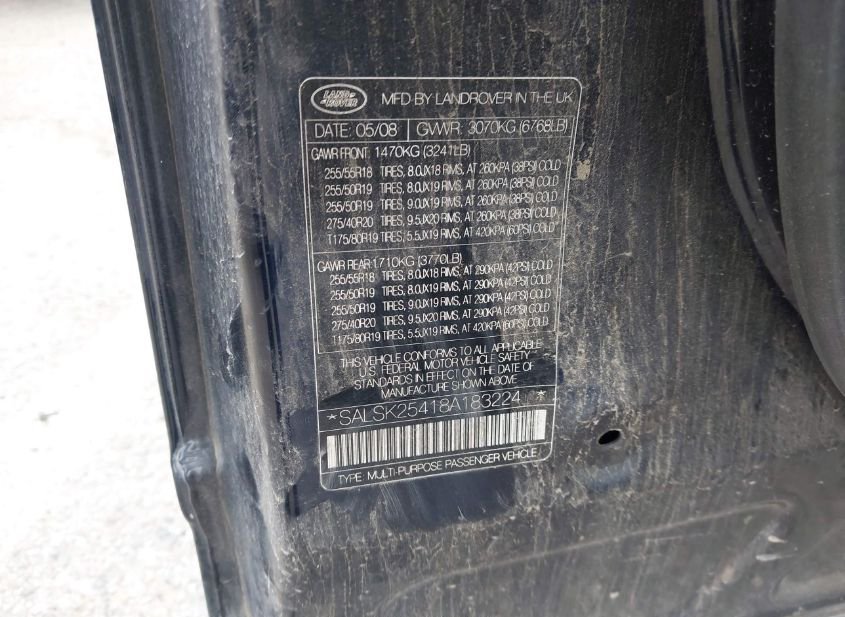 LAND ROVER
MFD BY LANDROVER IN THE UK
DATE: 05/08 GVWR: 3070KG (6768LB)
GAWR FRONT: 1470KG (3241LB)
255/55R18 TIRES, 8.0JX18 RIMS, AT 260KPA (38PSI) COLD
255/50R19 TIRES, 8.0JX19 RIMS, AT 260KPA (38PSI) COLD
255/50R19 TIRES, 9.0JX19 RIMS, AT 260KPA (38PSI) COLD
275/40R20 TIRES, 9.5JX20 RIMS, AT 260KPA (38PSI) COLD
T175/80R19 TIRES, 5.5JX19 RIMS, AT 420KPA (60PSI) COLD
GAWR REAR: 1710KG (3770LB)
255/55R18 TIRES, 8.0JX18 RIMS, AT 290KPA (42PSI) COLD
255/50R19 TIRES, 8.0JX19 RIMS, AT 290KPA (42PSI) COLD
255/50R19 TIRES, 9.0JX19 RIMS, AT 290KPA (42PSI) COLD
275/40R20 TIRES, 9.5JX20 RIMS, AT 290KPA (42PSI) COLD
T175/80R19 TIRES, 5.5JX19 RIMS, AT 420KPA (60PSI) COLD
THIS VEHICLE CONFORMS TO ALL APPLICABLE
U.S. FEDERAL MOTOR VEHICLE SAFETY
STANDARDS IN EFFECT ON THE DATE OF
MANUFACTURE SHOWN ABOVE
*SALSK25418A183224 *
TYPE: MULTI-PURPOSE PASSENGER VEHICLE